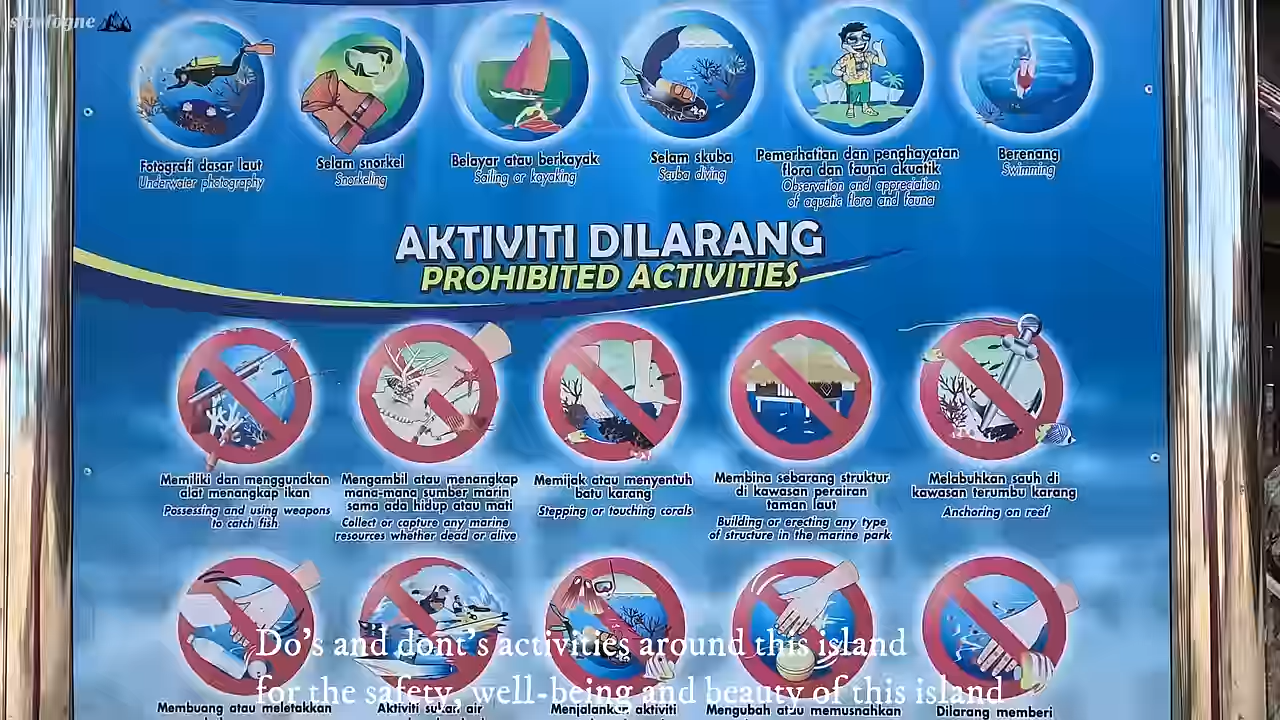 Fotografi dasar laut
Underwater photography
Selam snorkel
Snorkeling
Belayar atau berkayak
Sailing or kayaking
Selam skuba
Scuba diving
Pemerhatian dan penghayatan
flora dan fauna akuatik
Observation and appreciation
of aquatic flora and fauna
Berenang
Swimming
AKTIVITI DILARANG
PROHIBITED ACTIVITIES
Memiliki dan menggunakan
alat menangkap ikan
Possessing and using weapons
to catch fish
Mengambil atau menangkap
mana-mana sumber marin
sama ada hidup atau mati
Collect or capture any marine
resources whether dead or alive
Memijak atau menyentuh
batu karang
Stepping or touching corals
Membina sebarang struktur
di kawasan perairan
taman laut
Building or erecting any type
of structure in the marine park
Melabuhkan sauh di
kawasan terumbu karang
Anchoring on reef
Do's and dont's activities around this island
for the safety, well-being and beauty of this island
Membuang atau meletakkan
Aktiviti sukan air
Menjalankan aktiviti
Mengubah atau memusnahkan
Dilarang memberi